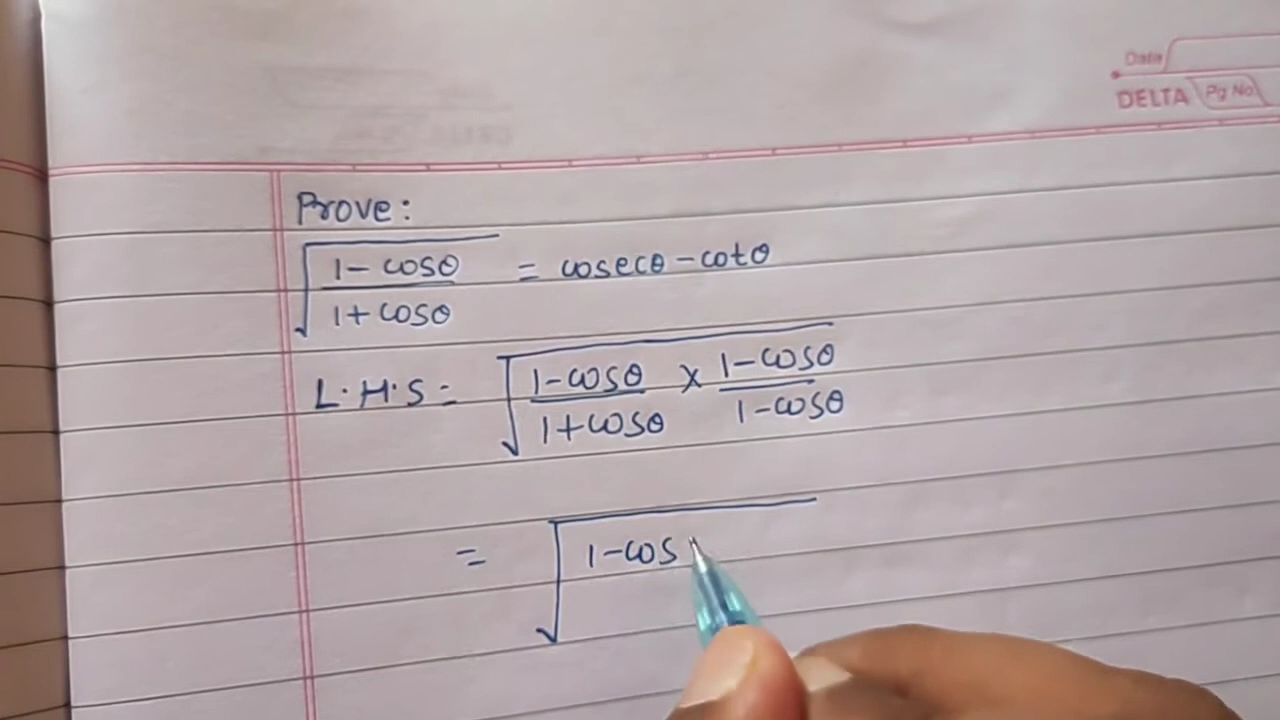 Date
DELTA Pg No.
Prove:
√((1-cosθ)/(1+cosθ)) = cosecθ-cotθ
L.H.S = √((1-cosθ)/(1+cosθ) × (1-cosθ)/(1-cosθ))
= √(1-cos